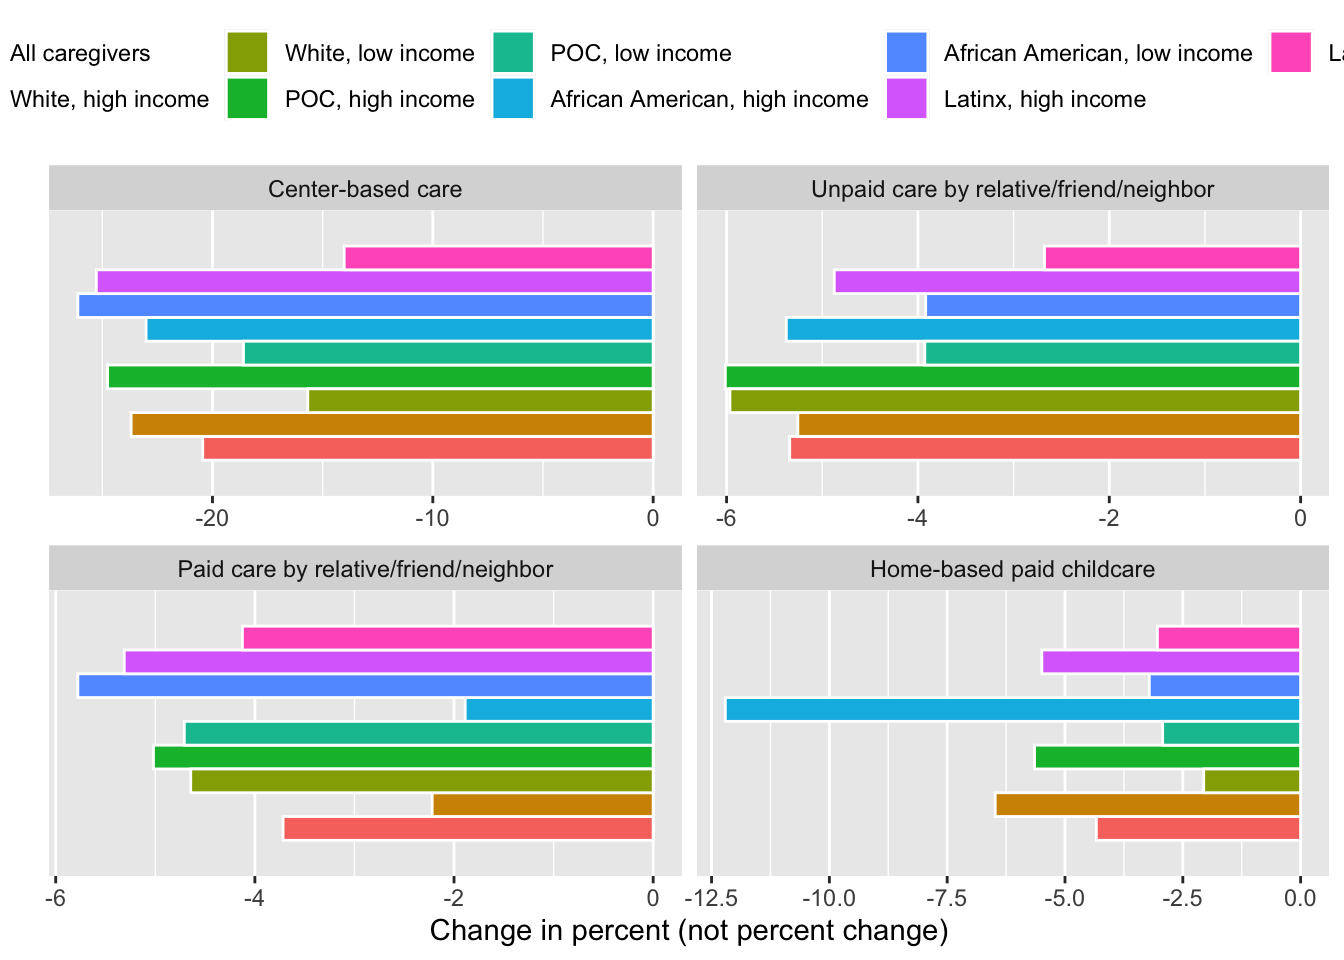 All caregivers White, low income POC, low income African American, low income
White, high income POC, high income African American, high income Latinx, high income
Center-based care Unpaid care by relative/friend/neighbor
-20 -10 0 -6 -4 -2 0
Paid care by relative/friend/neighbor Home-based paid childcare
-6 -4 -2 0 -12.5 -10.0 -7.5 -5.0 -2.5 0.0
Change in percent (not percent change)